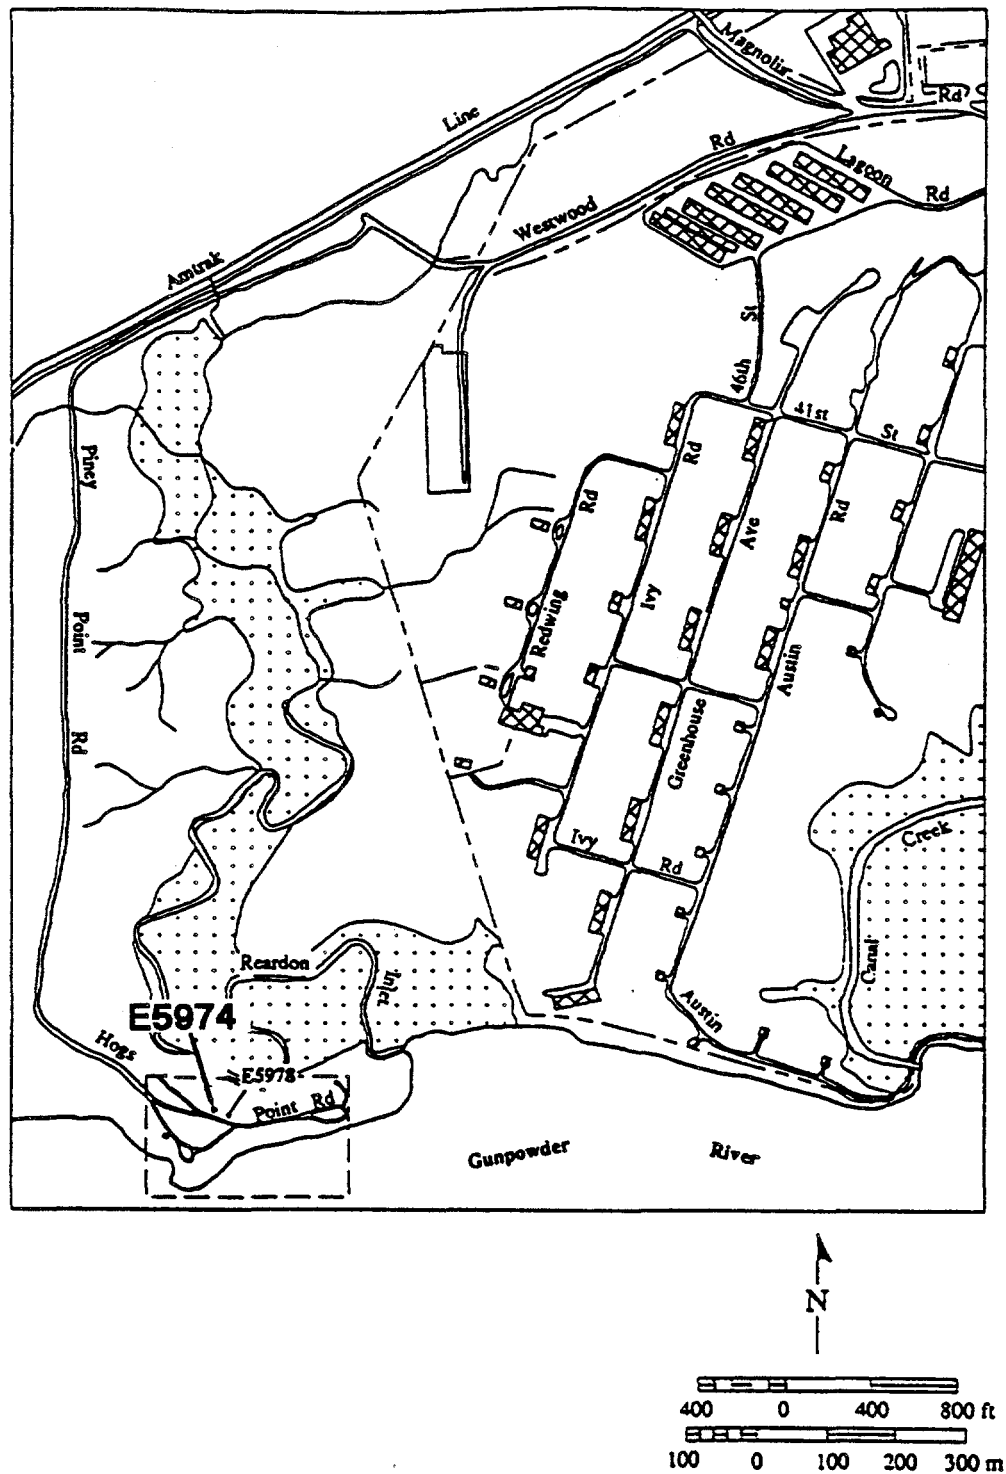 Magnolia
Line
Rd
Rd
Lagoon
Rd
Westwood
Amtrak
St
46th
41st
St
Piney
Rd
Rd
Ave
Rd
Redwing
Ivy
Point
Austin
Rd
Greenhouse
Creek
Ivy
Rd
Canal
Reardon
Inlet
E5974
Austin
Hogs
E5978
Point Rd
Gunpowder River
N
400 0 400 800 ft
100 0 100 200 300 m